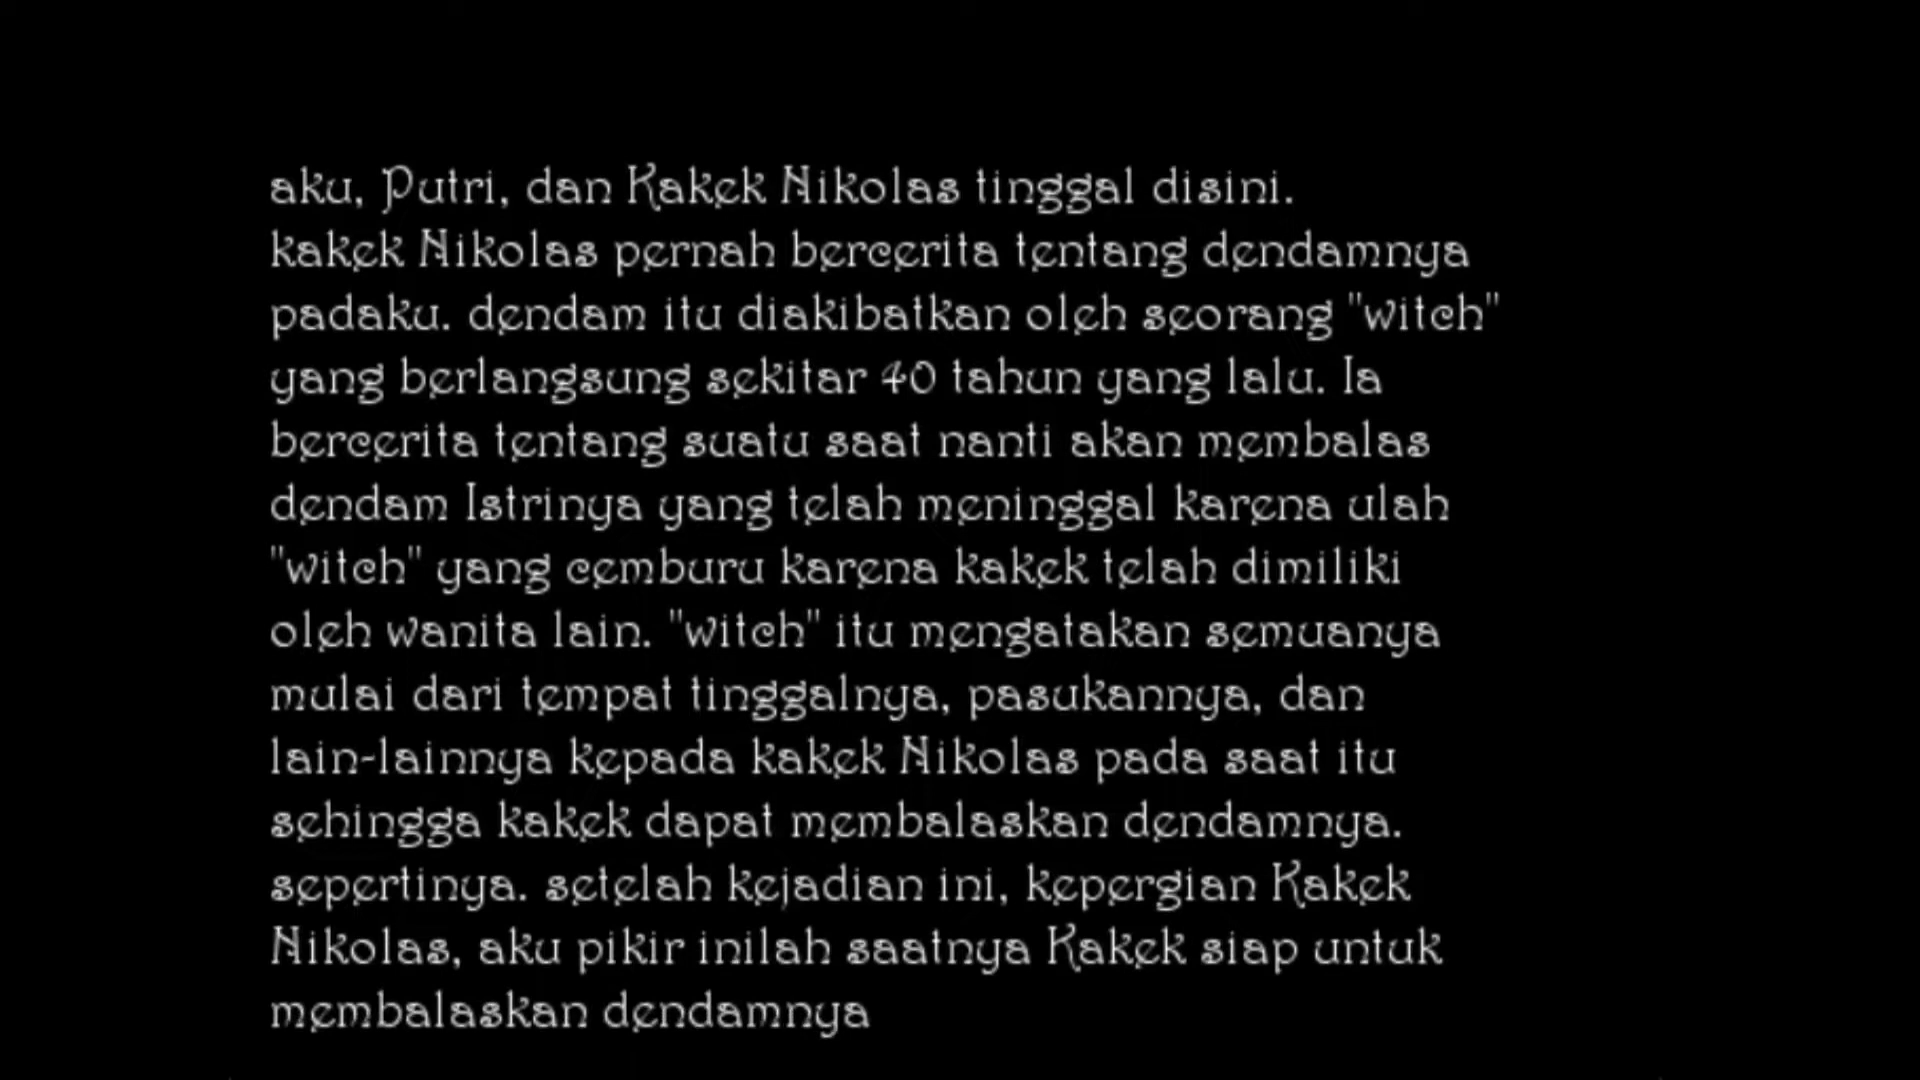 aku, Putri, dan Kakek Nikolas tinggal disini.
kakek Nikolas pernah bercerita tentang dendamnya
padaku. dendam itu diakibatkan oleh seorang "witch"
yang berlangsung sekitar 40 tahun yang lalu. Ia
bercerita tentang suatu saat nanti akan membalas
dendam Istrinya yang telah meninggal karena ulah
"witch" yang cemburu karena kakek telah dimiliki
oleh wanita lain. "witch" itu mengatakan semuanya
mulai dari tempat tinggalnya, pasukannya, dan
lain-lainnya kepada kakek Nikolas pada saat itu
sehingga kakek dapat membalaskan dendamnya.
sepertinya. setelah kejadian ini, kepergian Kakek
Nikolas, aku pikir inilah saatnya Kakek siap untuk
membalaskan dendamnya